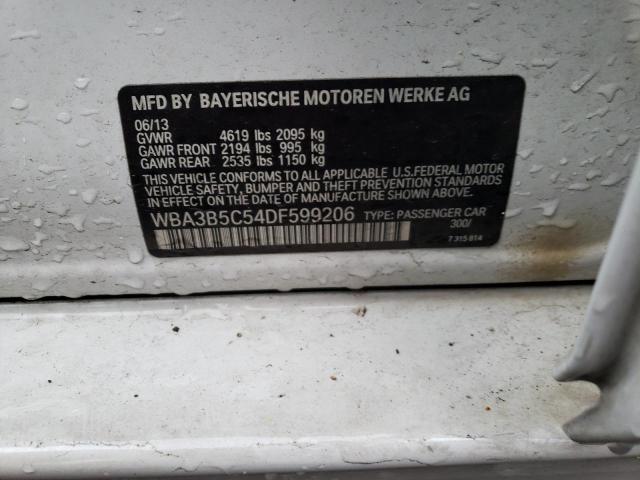 MFD BY BAYERISCHE MOTOREN WERKE AG
06/13
GVWR 4619 lbs 2095 kg
GAWR FRONT 2194 lbs 995 kg
GAWR REAR 2535 lbs 1150 kg
THIS VEHICLE CONFORMS TO ALL APPLICABLE U.S.FEDERAL MOTOR
VEHICLE SAFETY, BUMPER AND THEFT PREVENTION STANDARDS
IN EFFECT ON THE DATE OF MANUFACTURE SHOWN ABOVE.
WBA3B5C54DF599206 TYPE: PASSENGER CAR
300/
7 315 814